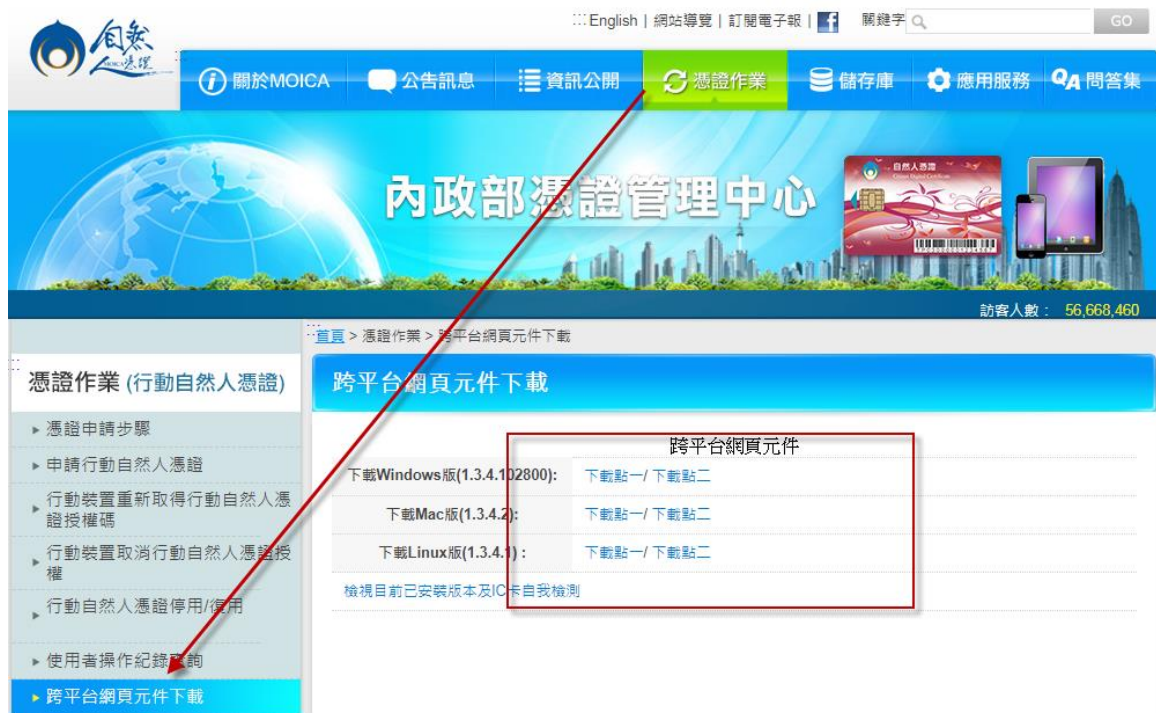 English | 網站導覽 | 訂閱電子報 | f 關鍵字 GO
自然
人憑證
MOICA
關於MOICA 公告訊息 資訊公開 憑證作業 儲存庫 應用服務 QA 問答集
內政部憑證管理中心
自然人憑證
訪客人數： 56,668,460
首頁 > 憑證作業 > 跨平台網頁元件下載
憑證作業 (行動自然人憑證)
憑證申請步驟
申請行動自然人憑證
行動裝置重新取得行動自然人憑
證授權碼
行動裝置取消行動自然人憑證授
權
行動自然人憑證停用/復用
使用者操作紀錄查詢
跨平台網頁元件下載
跨平台網頁元件下載
跨平台網頁元件
下載Windows版(1.3.4.102800): 下載點一/ 下載點二
下載Mac版(1.3.4.2): 下載點一/ 下載點二
下載Linux版(1.3.4.1) : 下載點一/ 下載點二
檢視目前已安裝版本及IC卡自我檢測